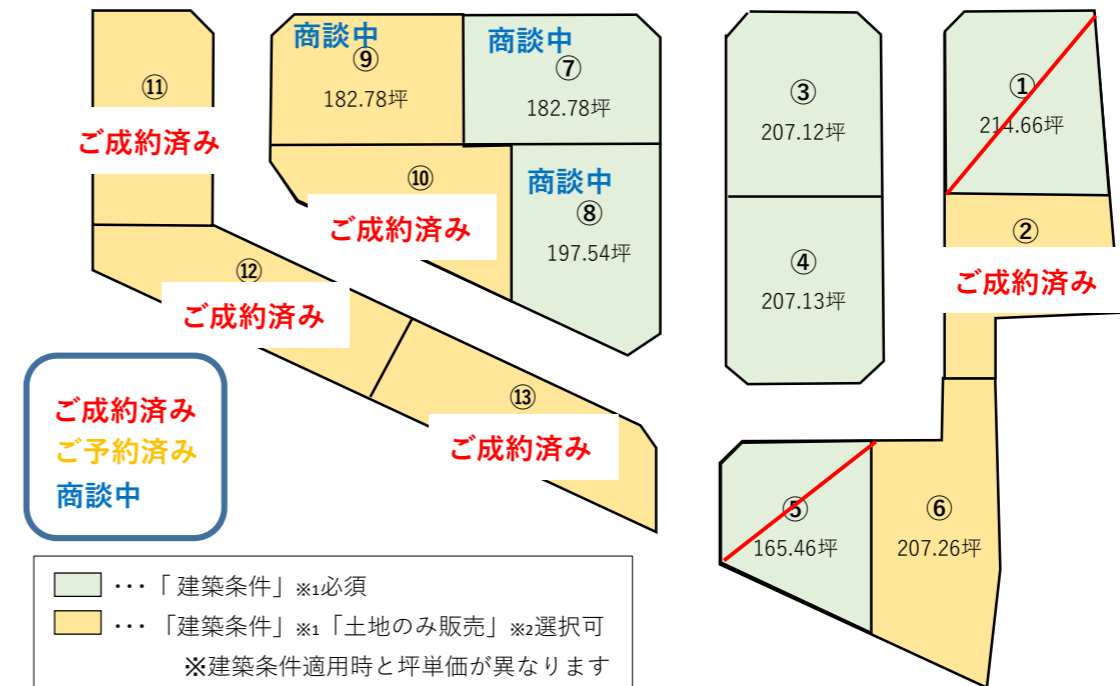 ⑪
ご成約済み
商談中
⑨
182.78坪
商談中
⑦
182.78坪
⑩
ご成約済み
商談中
⑧
197.54坪
③
207.12坪
④
207.13坪
①
214.66坪
②
ご成約済み
⑫
ご成約済み
⑬
ご成約済み
⑤
165.46坪
⑥
207.26坪
ご成約済み
ご予約済み
商談中
・・・「建築条件」※1必須
・・・「建築条件」※1「土地のみ販売」※2選択可
※建築条件適用時と坪単価が異なります